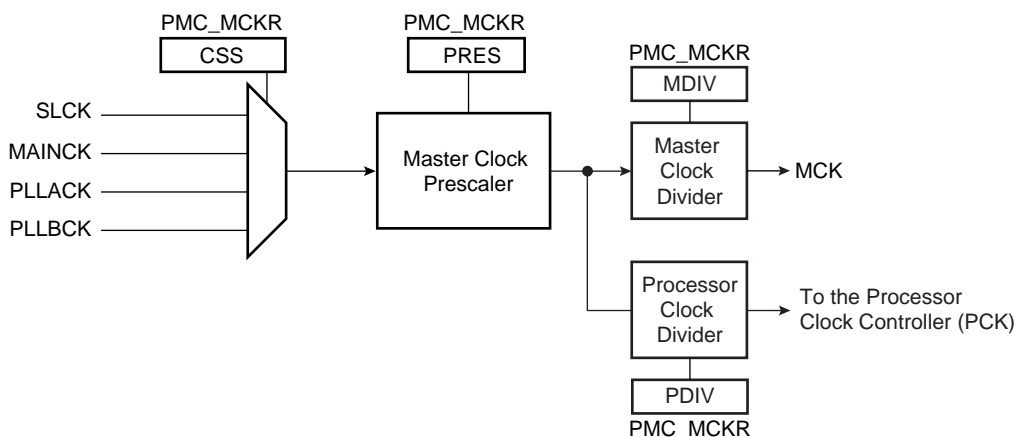 PMC_MCKR
CSS
PMC_MCKR
PRES
PMC_MCKR
MDIV
SLCK
MAINCK
PLLACK
PLLBCK
Master Clock
Prescaler
Master
Clock
Divider
MCK
Processor
Clock
Divider
To the Processor
Clock Controller (PCK)
PDIV
PMC_MCKR